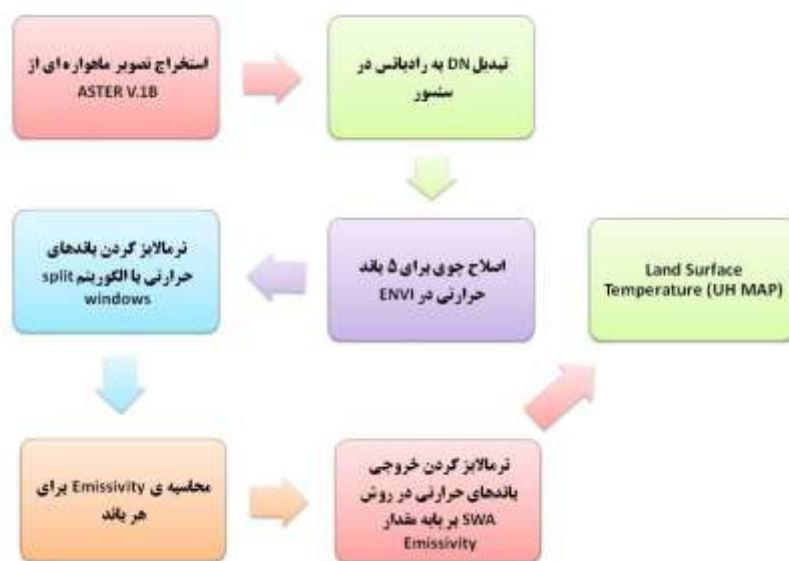 استخراج تصویر ماهواره ای از
ASTER V.1B
تبدیل DN به رادیانس در
سنسور
اصلاح جوی برای ۵ باند
حرارتی در ENVI
نرمالایز کردن باندهای
حرارتی با الگوریتم split
windows
محاسبه ی Emissivity برای
هر باند
نرمالایز کردن خروجی
باندهای حرارتی در روش
SWA بر پایه مقدار
Emissivity
Land Surface
Temperature (UH MAP)